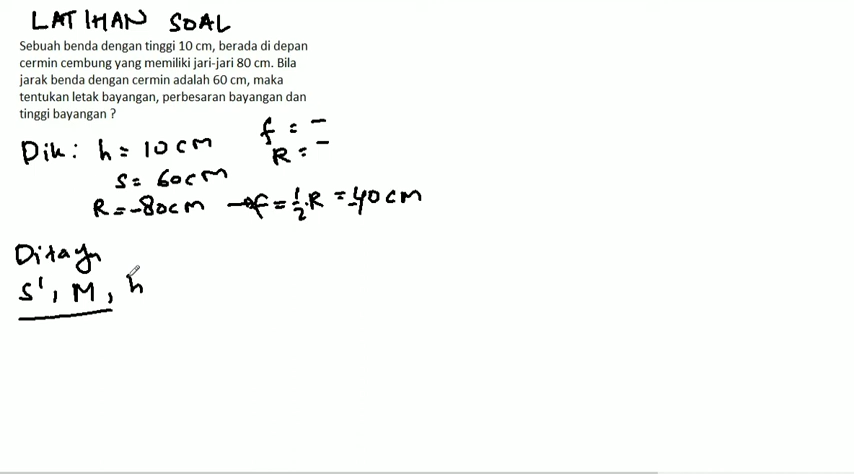 LATIHAN SOAL
Sebuah benda dengan tinggi 10 cm, berada di depan
cermin cembung yang memiliki jari-jari 80 cm. Bila
jarak benda dengan cermin adalah 60 cm, maka
tentukan letak bayangan, perbesaran bayangan dan
tinggi bayangan ?
f = -
R = -
Dik : h = 10 cm
s = 60 cm
R = -80 cm → f = 1/2 . R = -40 cm
Ditay
s', M, h